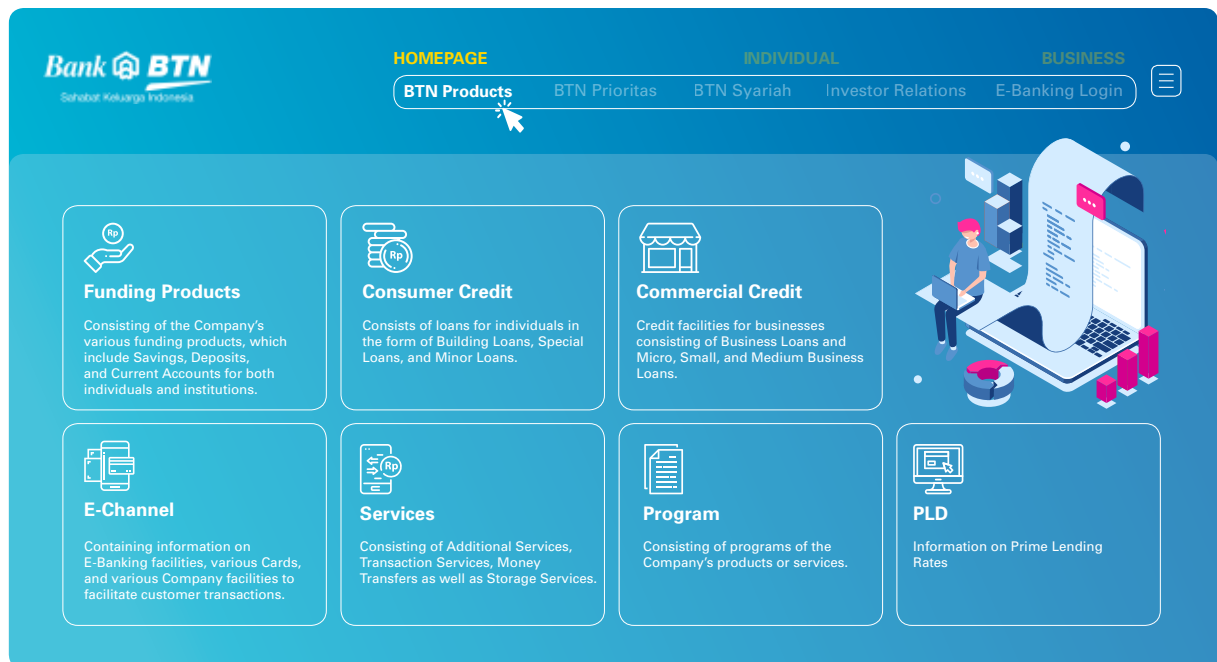 Bank BTN
Sahabat Keluarga Indonesia
HOMEPAGE INDIVIDUAL BUSINESS
BTN Products BTN Prioritas BTN Syariah Investor Relations E-Banking Login
Rp
Funding Products
Consisting of the Company's
various funding products, which
include Savings, Deposits,
and Current Accounts for both
individuals and institutions.
Rp
Consumer Credit
Consists of loans for individuals in
the form of Building Loans, Special
Loans, and Minor Loans.
Commercial Credit
Credit facilities for businesses
consisting of Business Loans and
Micro, Small, and Medium Business
Loans.
E-Channel
Containing information on
E-Banking facilities, various Cards,
and various Company facilities to
facilitate customer transactions.
Rp
Services
Consisting of Additional Services,
Transaction Services, Money
Transfers as well as Storage Services.
Program
Consisting of programs of the
Company's products or services.
PLD
Information on Prime Lending
Rates